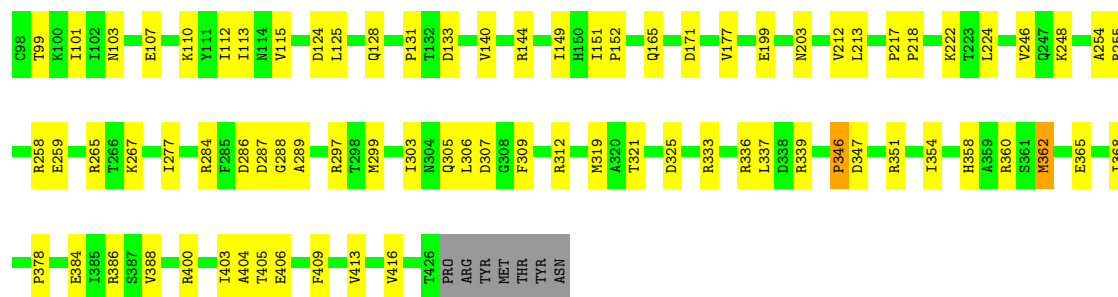 C98 T99 K100 I101 I102 N103 E107 K110 Y111 I112 I113 N114 V115 D124 L125 Q128 P131 T132 D133 V140 R144 I149 H150 I151 P152 Q165 D171 V177 E199 N203 V212 L213 P217 P218 K222 T223 L224 V246 Q247 K248 A254
R258 E259 R265 T266 K267 I277 R284 F285 D286 D287 G288 A289 R297 T298 M299 I303 N304 Q305 L306 D307 G308 F309 R312 M319 A320 T321 D325 R333 R336 L337 D338 R339 P346 D347 R351 I354 H358 A359 R360 S361 M362 E365
P378 E384 I385 R386 S387 V388 R400 I403 A404 T405 E406 F409 V413 V416 T426 PRO ARG TYR MET THR TYR ASN